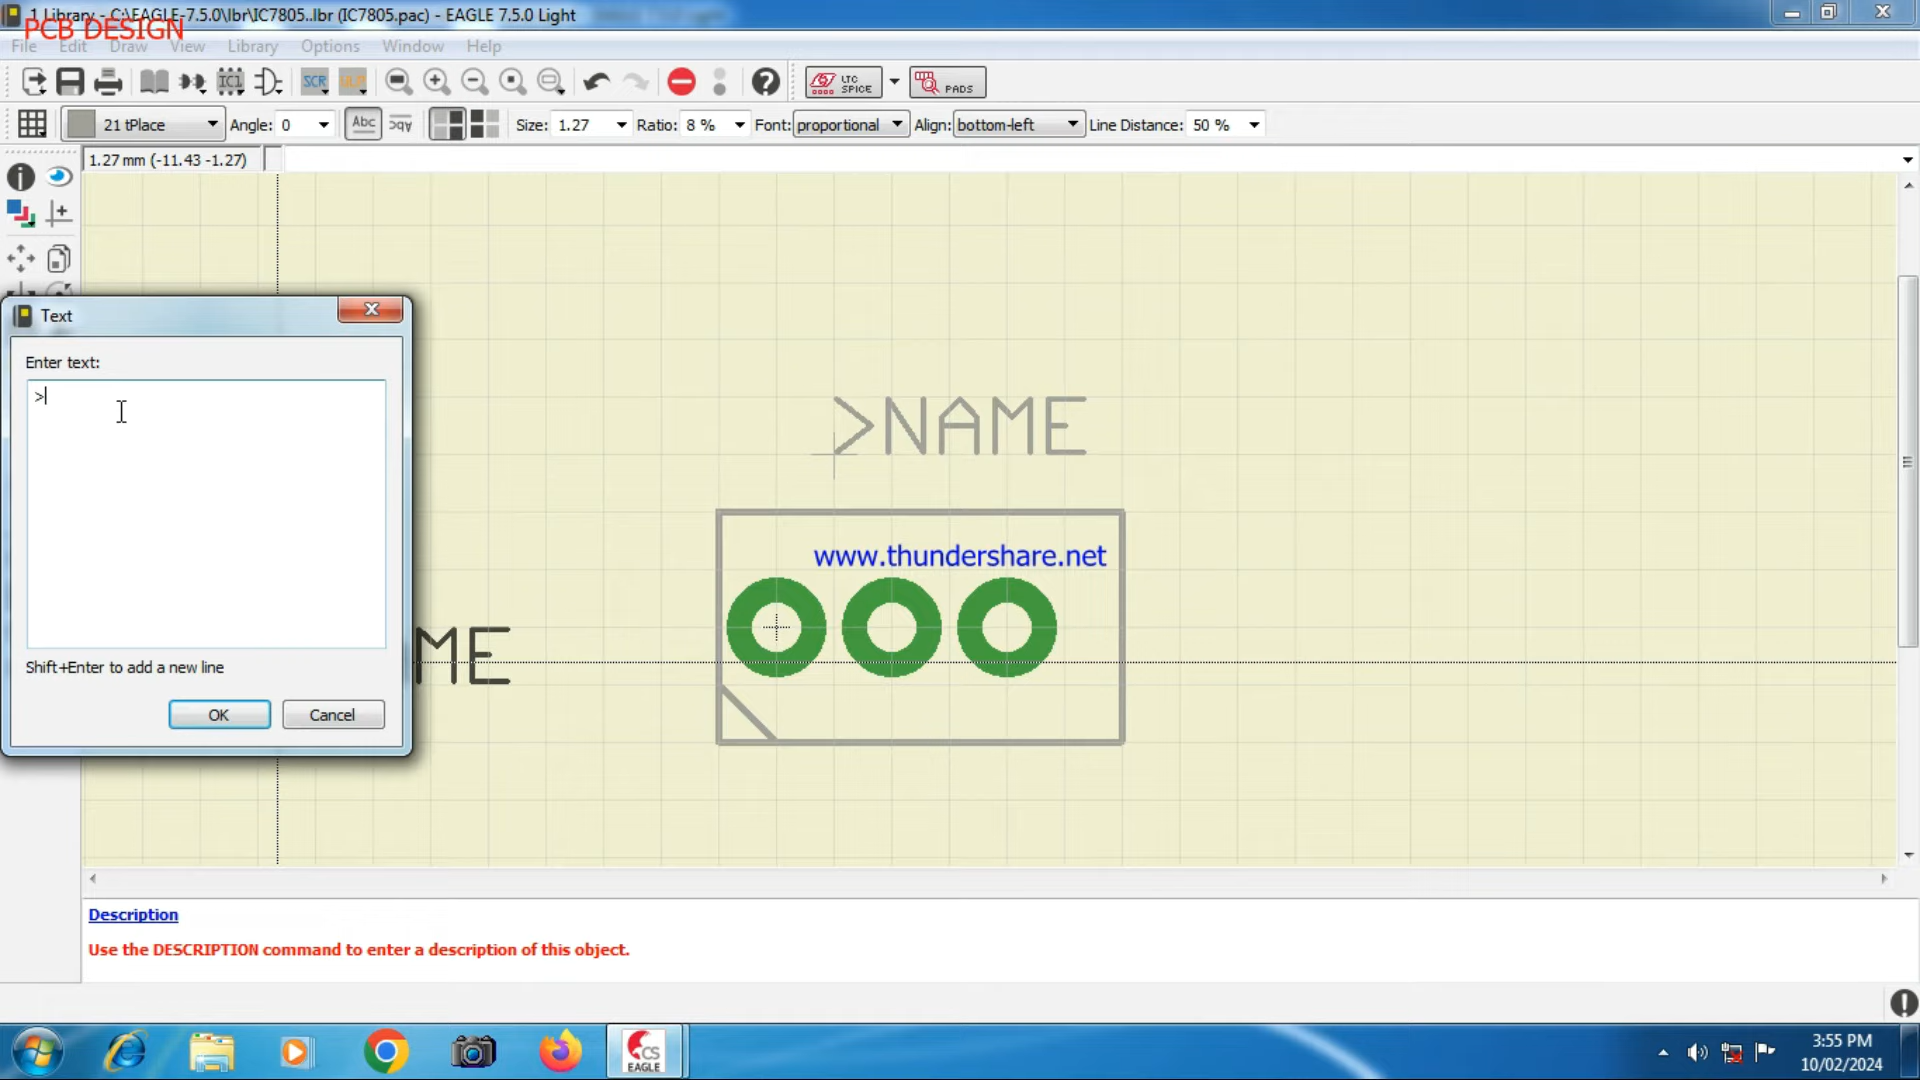 1 Library - C:\EAGLE-7.5.0\lbr\IC7805..lbr (IC7805.pac) - EAGLE 7.5.0 Light
PCB DESIGN
File Edit Draw View Library Options Window Help
SCR
LTC SPICE
PADS
21 tPlace
Angle: 0
Abc
Size: 1.27
Ratio: 8 %
Font: proportional
Align: bottom-left
Line Distance: 50 %
1.27 mm (-11.43 -1.27)
Text
Enter text:
>
Shift+Enter to add a new line
OK
Cancel
>NAME
www.thundershare.net
ME
Description
Use the DESCRIPTION command to enter a description of this object.
CS
EAGLE
3:55 PM
10/02/2024